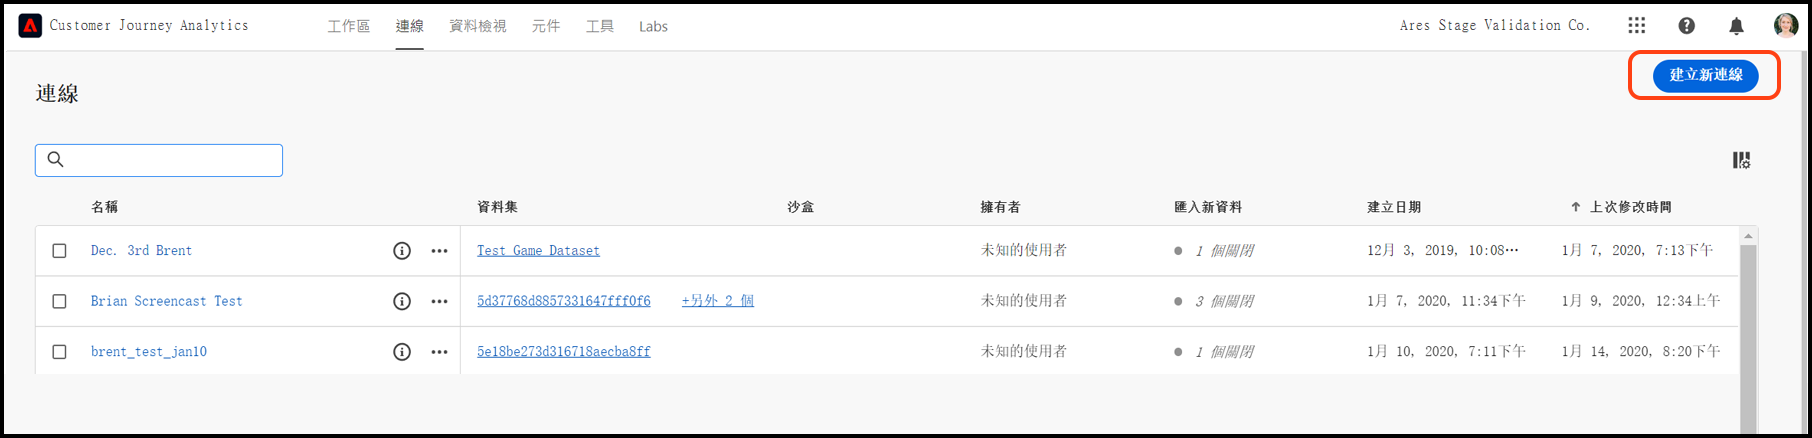 Customer Journey Analytics 工作區 連線 資料檢視 元件 工具 Labs Ares Stage Validation Co.
建立新連線
連線
名稱 資料集 沙盒 擁有者 匯入新資料 建立日期 上次修改時間
Dec. 3rd Brent Test Game Dataset 未知的使用者 1 個關閉 12月 3, 2019, 10:08… 1月 7, 2020, 7:13下午
Brian Screencast Test 5d37768d8857331647fff0f6 +另外 2 個 未知的使用者 3 個關閉 1月 7, 2020, 11:34下午 1月 9, 2020, 12:34上午
brent_test_jan10 5e18be273d316718aecba8ff 未知的使用者 1 個關閉 1月 10, 2020, 7:11下午 1月 14, 2020, 8:20下午